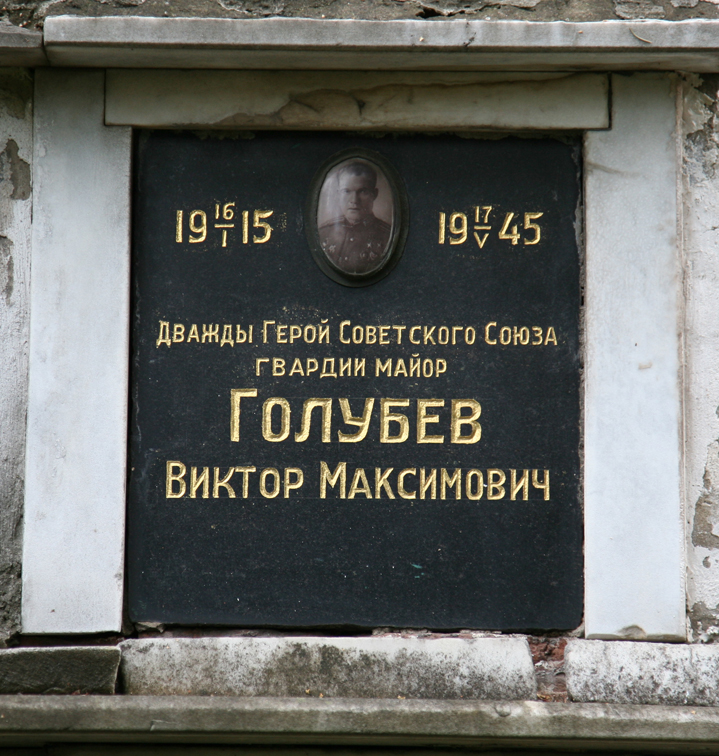 19 16/I 15 19 17/V 45
Дважды Герой Советского Союза
гвардии майор
Голубев
Виктор Максимович